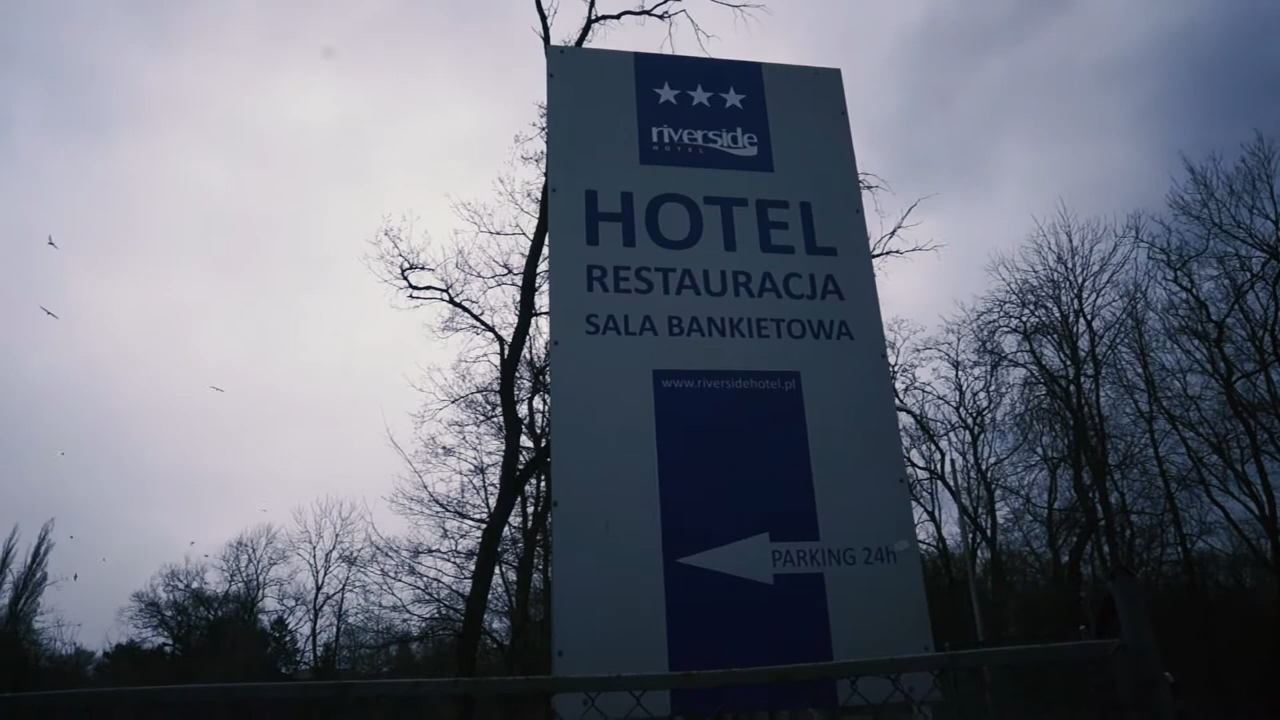 riverside
HOTEL
HOTEL
RESTAURACJA
SALA BANKIETOWA
www.riversidehotel.pl
PARKING 24h